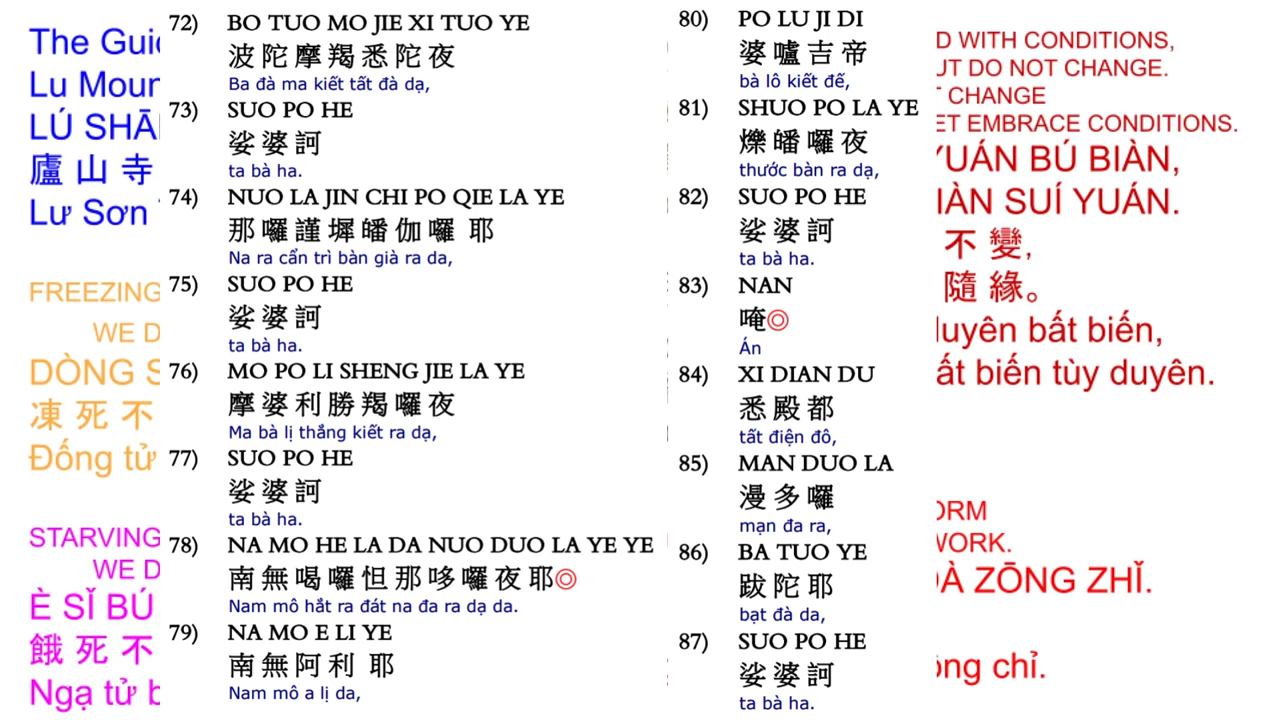 The Guid
Lu Moun
LÚ SHĀ
廬 山 寺
Lư Sơn
FREEZING
WE D
DÒNG S
凍 死 不
Đống tử
STARVING
WE D
È SǏ BÚ
餓 死 不
Ngạ tử b
72) BO TUO MO JIE XI TUO YE
波 陀 摩 羯 悉 陀 夜
Ba đà ma kiết tất đà dạ,
73) SUO PO HE
娑 婆 訶
ta bà ha.
74) NUO LA JIN CHI PO QIE LA YE
那 囉 謹 墀 皤 伽 囉 耶
Na ra cẩn trì bàn già ra da,
75) SUO PO HE
娑 婆 訶
ta bà ha.
76) MO PO LI SHENG JIE LA YE
摩 婆 利 勝 羯 囉 夜
Ma bà lị thắng kiết ra dạ,
77) SUO PO HE
娑 婆 訶
ta bà ha.
78) NA MO HE LA DA NUO DUO LA YE YE
南 無 喝 囉 怛 那 哆 囉 夜 耶◎
Nam mô hắt ra đát na đa ra dạ da.
79) NA MO E LI YE
南 無 阿 利 耶
Nam mô a lị da,
80) PO LU JI DI
婆 嚧 吉 帝
bà lô kiết đế,
81) SHUO PO LA YE
爍 皤 囉 夜
thước bàn ra dạ,
82) SUO PO HE
娑 婆 訶
ta bà ha.
83) NAN
唵◎
Án
84) XI DIAN DU
悉 殿 都
tất điện đô,
85) MAN DUO LA
漫 多 囉
mạn đa ra,
86) BA TUO YE
跋 陀 耶
bạt đà da,
87) SUO PO HE
娑 婆 訶
ta bà ha.
D WITH CONDITIONS,
UT DO NOT CHANGE.
T CHANGE
ET EMBRACE CONDITIONS.
YUÁN BÚ BIÀN,
IÀN SUÍ YUÁN.
不 變,
隨 緣。
duyên bất biến,
ất biến tùy duyên.
ORM
WORK.
DÀ ZŌNG ZHǏ.
ông chỉ.